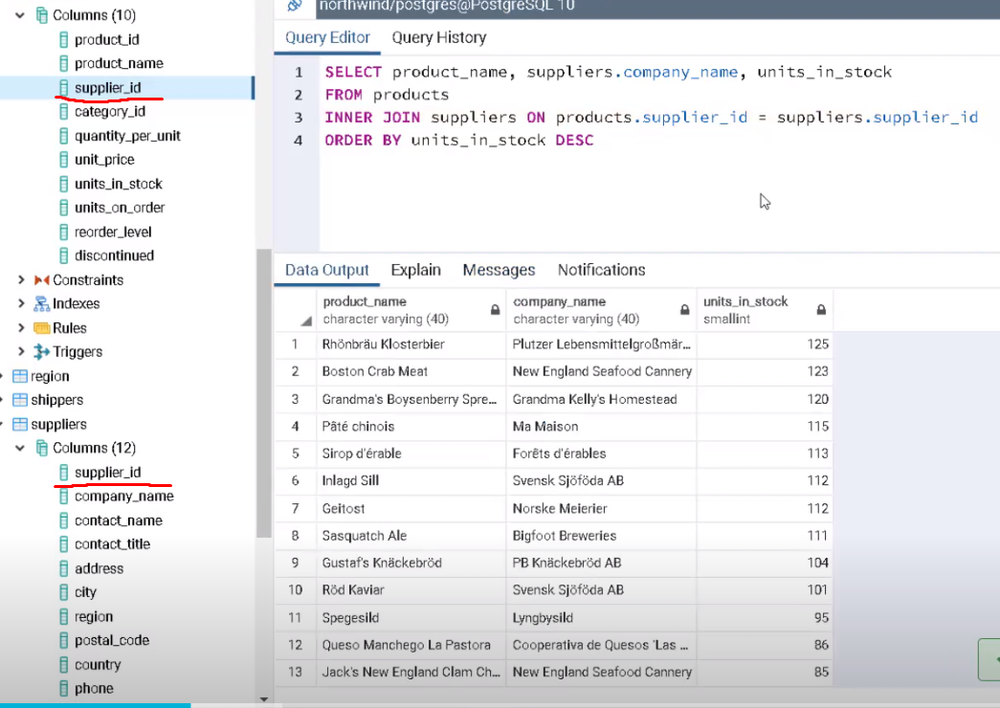 Columns (10)
product_id
product_name
supplier_id
category_id
quantity_per_unit
unit_price
units_in_stock
units_on_order
reorder_level
discontinued
Constraints
Indexes
Rules
Triggers
region
shippers
suppliers
Columns (12)
supplier_id
company_name
contact_name
contact_title
address
city
region
postal_code
country
phone
northwind/postgres@PostgreSQL 10
Query Editor Query History
1 SELECT product_name, suppliers.company_name, units_in_stock
2 FROM products
3 INNER JOIN suppliers ON products.supplier_id = suppliers.supplier_id
4 ORDER BY units_in_stock DESC
Data Output Explain Messages Notifications
product_name company_name units_in_stock
character varying (40) character varying (40) smallint
1 Rhönbräu Klosterbier Plutzer Lebensmittelgroßmär... 125
2 Boston Crab Meat New England Seafood Cannery 123
3 Grandma's Boysenberry Spre... Grandma Kelly's Homestead 120
4 Pâté chinois Ma Maison 115
5 Sirop d'érable Forêts d'érables 113
6 Inlagd Sill Svensk Sjöföda AB 112
7 Geitost Norske Meierier 112
8 Sasquatch Ale Bigfoot Breweries 111
9 Gustaf's Knäckebröd PB Knäckebröd AB 104
10 Röd Kaviar Svensk Sjöföda AB 101
11 Spegesild Lyngbysild 95
12 Queso Manchego La Pastora Cooperativa de Quesos 'Las ... 86
13 Jack's New England Clam Ch... New England Seafood Cannery 85